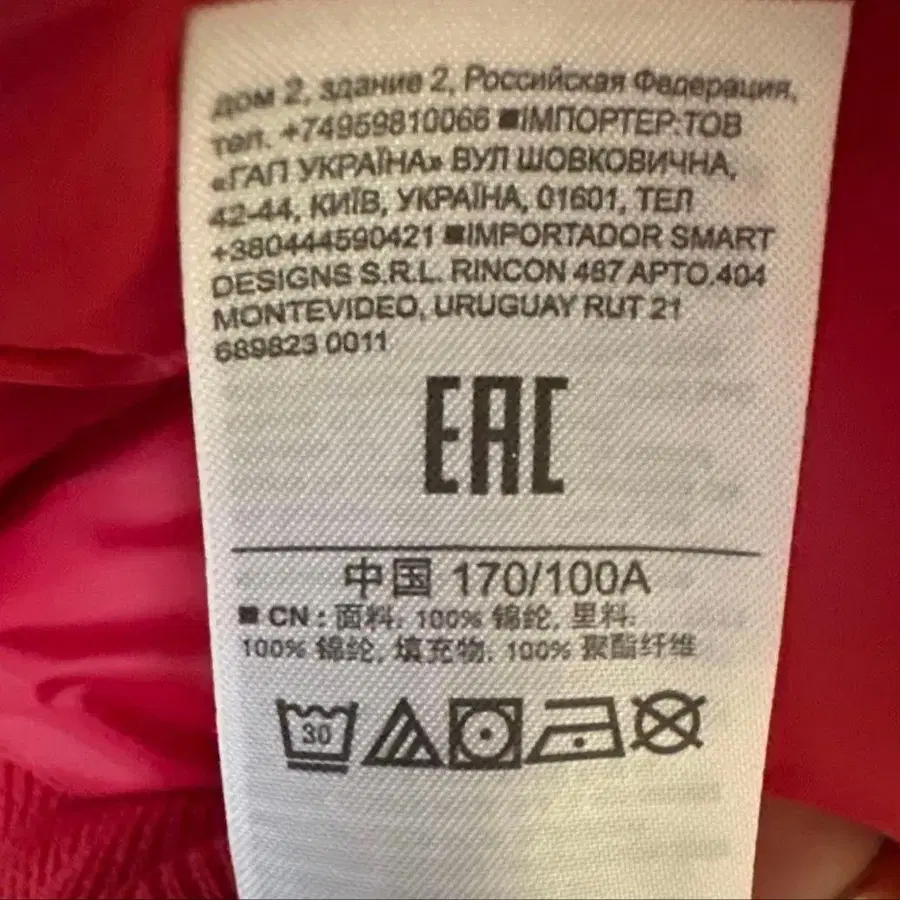 дом 2, здание 2, Российская Федерация,
тел. +74959810066 ■ІМПОРТЕР:ТОВ
«ГАП УКРАЇНА» ВУЛ ШОВКОВИЧНА,
42-44, КИЇВ, УКРАЇНА, 01601, ТЕЛ
+380444590421 ■IMPORTADOR SMART
DESIGNS S.R.L. RINCON 487 APTO.404
MONTEVIDEO, URUGUAY RUT 21
689823 0011
EAC
中国 170/100A
■ CN : 面料: 100% 锦纶, 里料:
100% 锦纶, 填充物: 100% 聚酯纤维
30